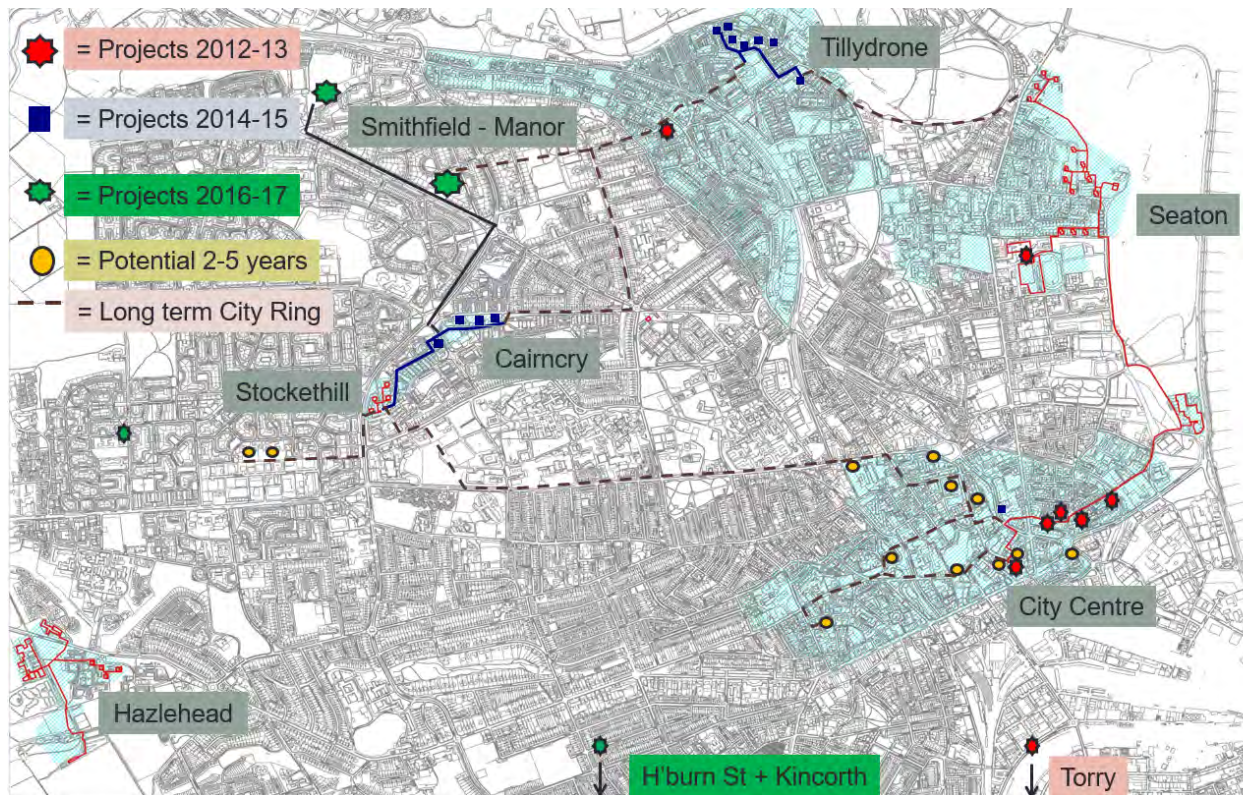 = Projects 2012-13
= Projects 2014-15
= Projects 2016-17
= Potential 2-5 years
= Long term City Ring
Tillydrone
Smithfield - Manor
Seaton
Cairncry
Stockethill
City Centre
Hazlehead
H'burn St + Kincorth
Torry